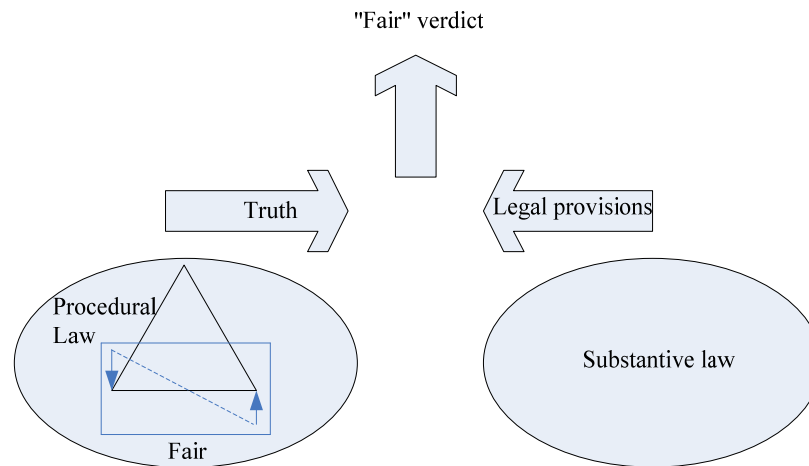 "Fair" verdict
Truth
Legal provisions
Procedural
Law
Fair
Substantive law